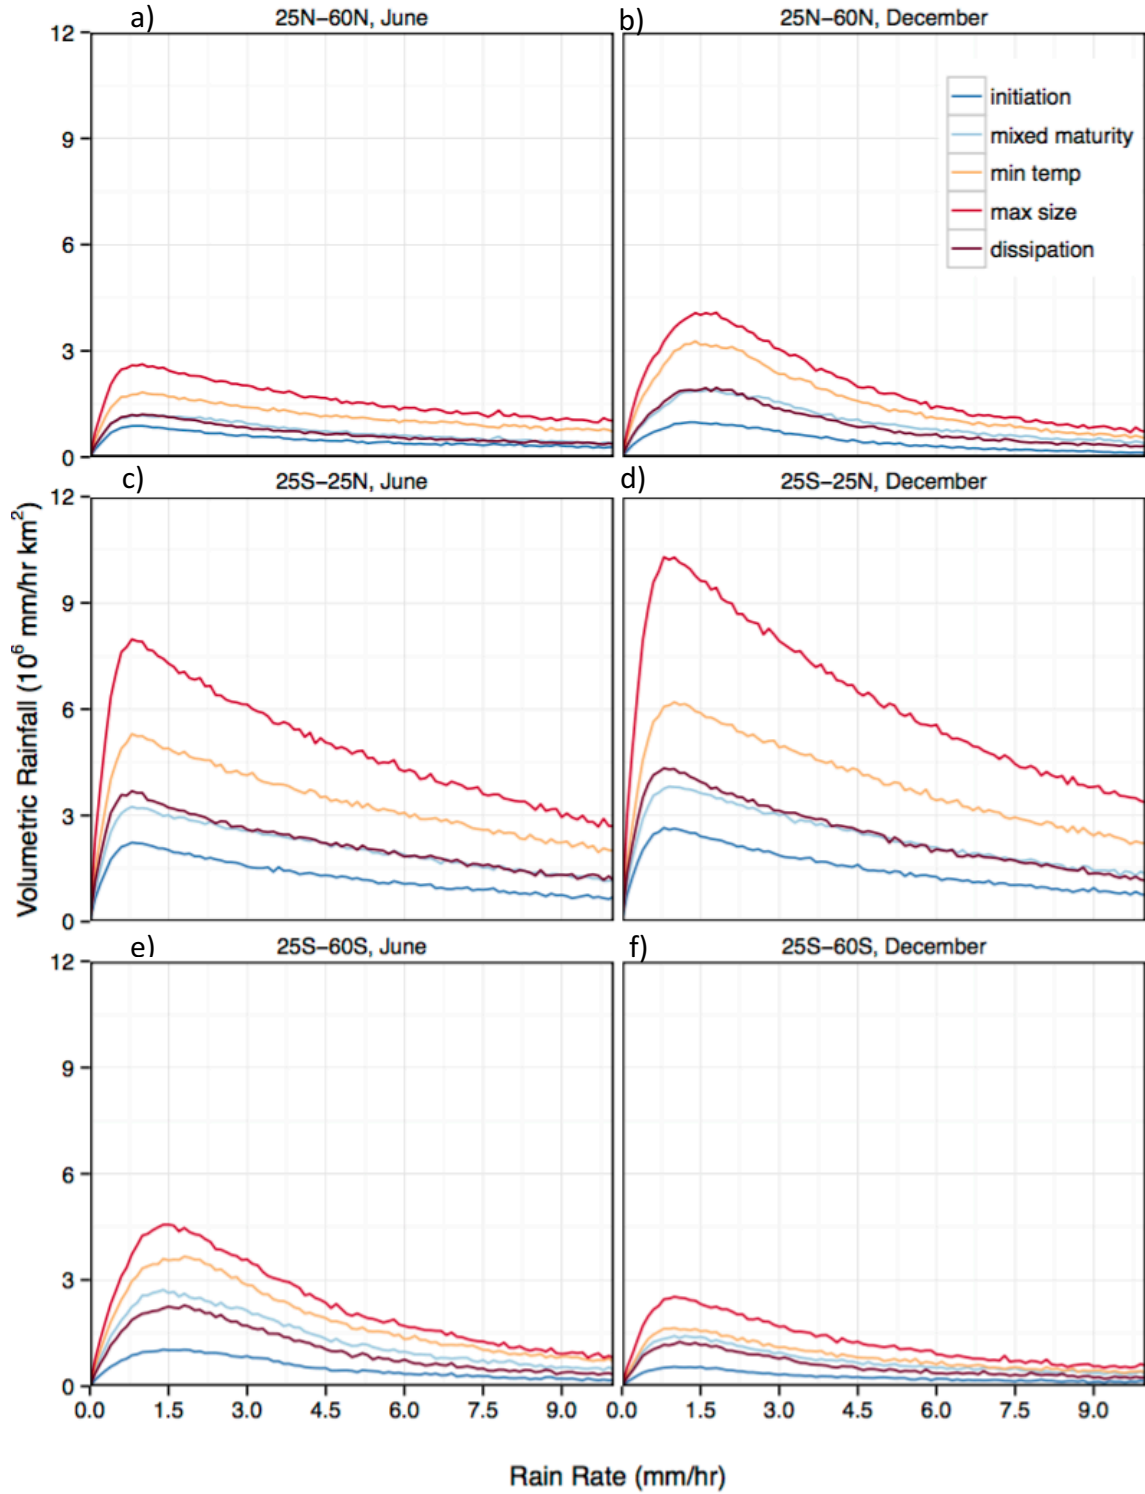 a)
25N–60N, June
b)
25N–60N, December
12
9
6
3
0
initiation
mixed maturity
min temp
max size
dissipation
c)
25S–25N, June
d)
25S–25N, December
12
9
6
3
0
Volumetric Rainfall (10⁶ mm/hr km²)
e)
25S–60S, June
f)
25S–60S, December
12
9
6
3
0
0.0 1.5 3.0 4.5 6.0 7.5 9.0 0.0 1.5 3.0 4.5 6.0 7.5 9.0
Rain Rate (mm/hr)